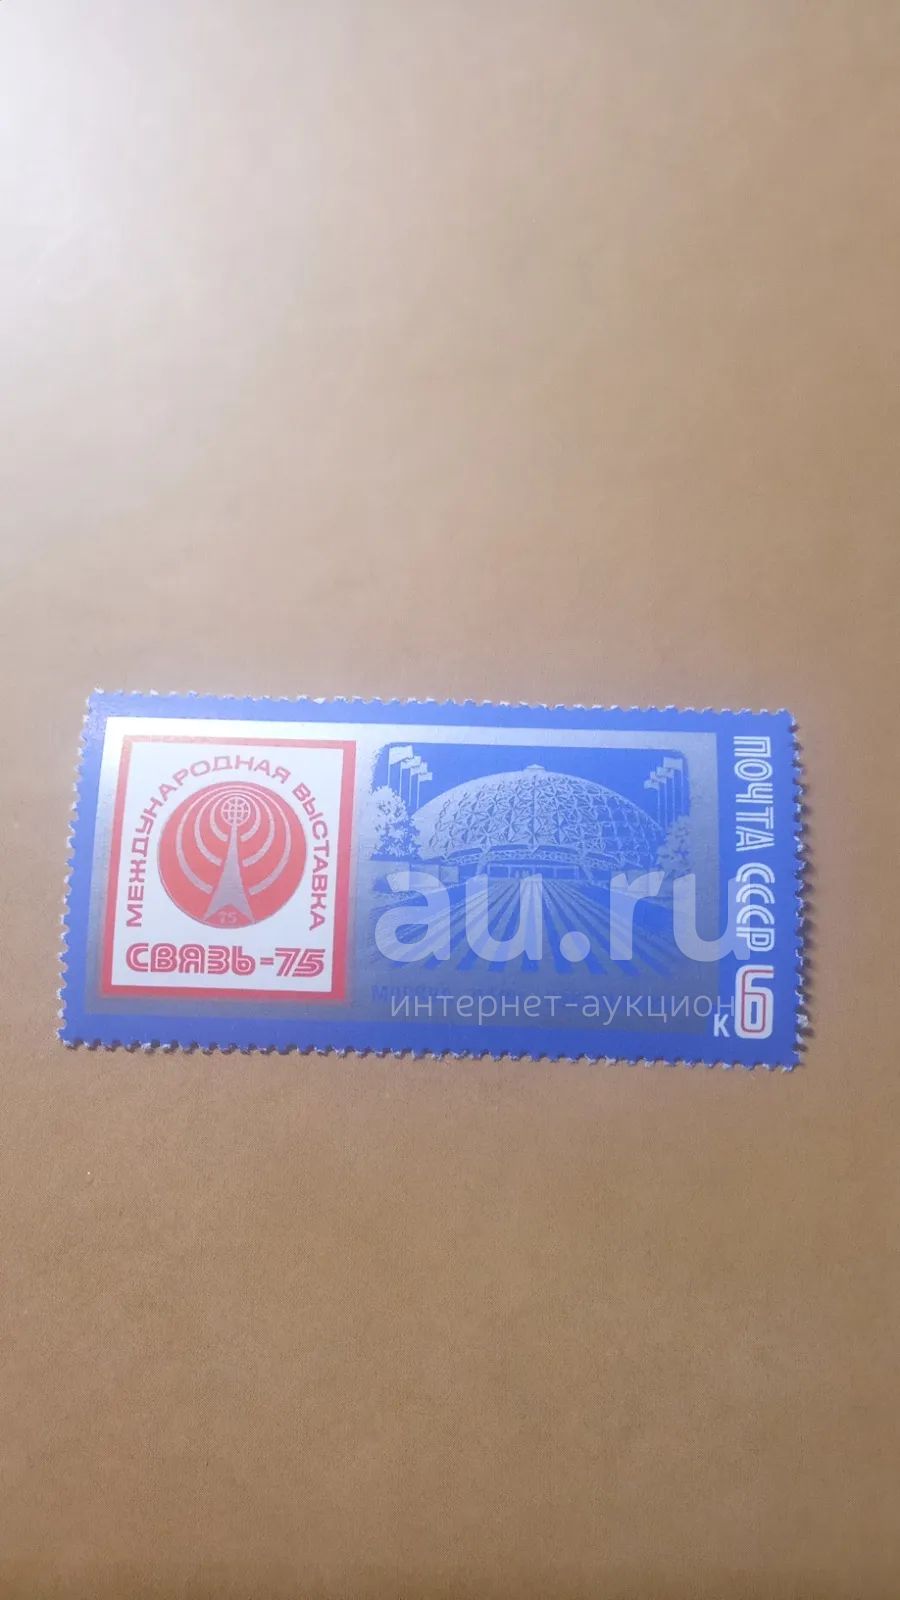 МЕЖДУНАРОДНАЯ ВЫСТАВКА
75
СВЯЗЬ-75
ПОЧТА СССР
6
К
au.ru
интернет-аукцион